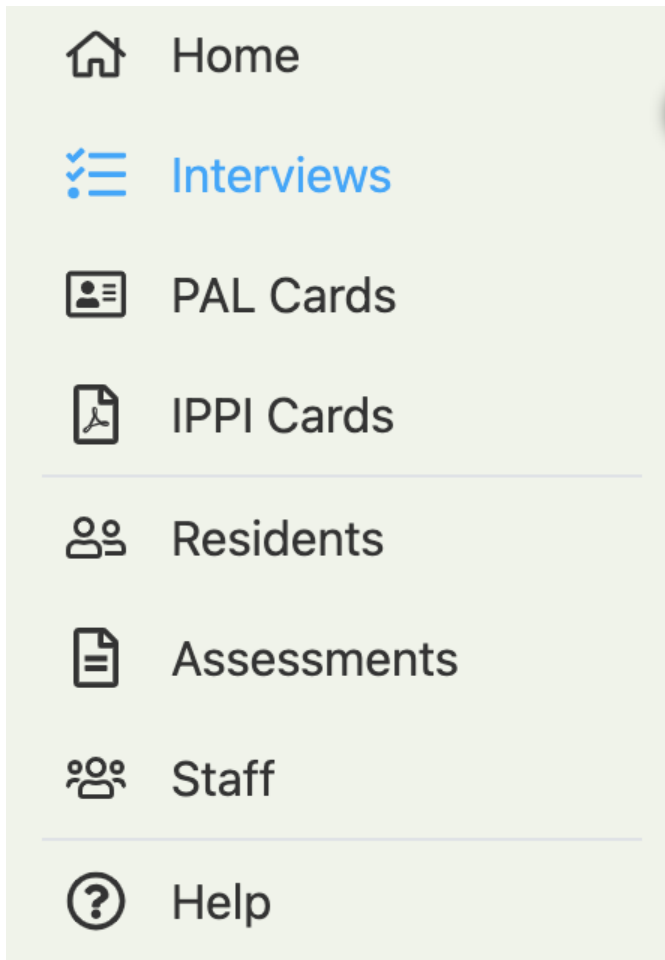 Home
Interviews
PAL Cards
IPPI Cards
Residents
Assessments
Staff
Help